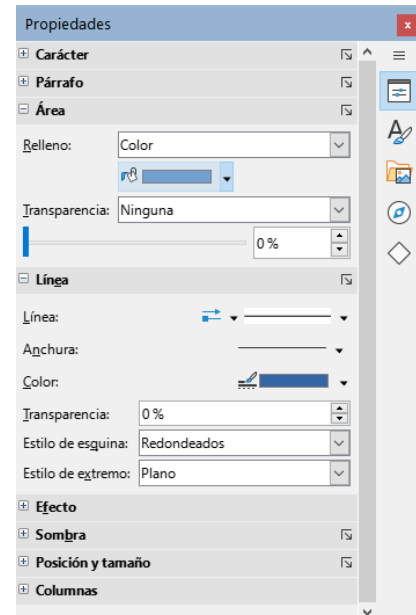 Propiedades
Carácter
Párrafo
Área
Relleno: Color
Transparencia: Ninguna
0 %
Línea
Línea:
Anchura:
Color:
Transparencia: 0 %
Estilo de esquina: Redondeados
Estilo de extremo: Plano
Efecto
Sombra
Posición y tamaño
Columnas